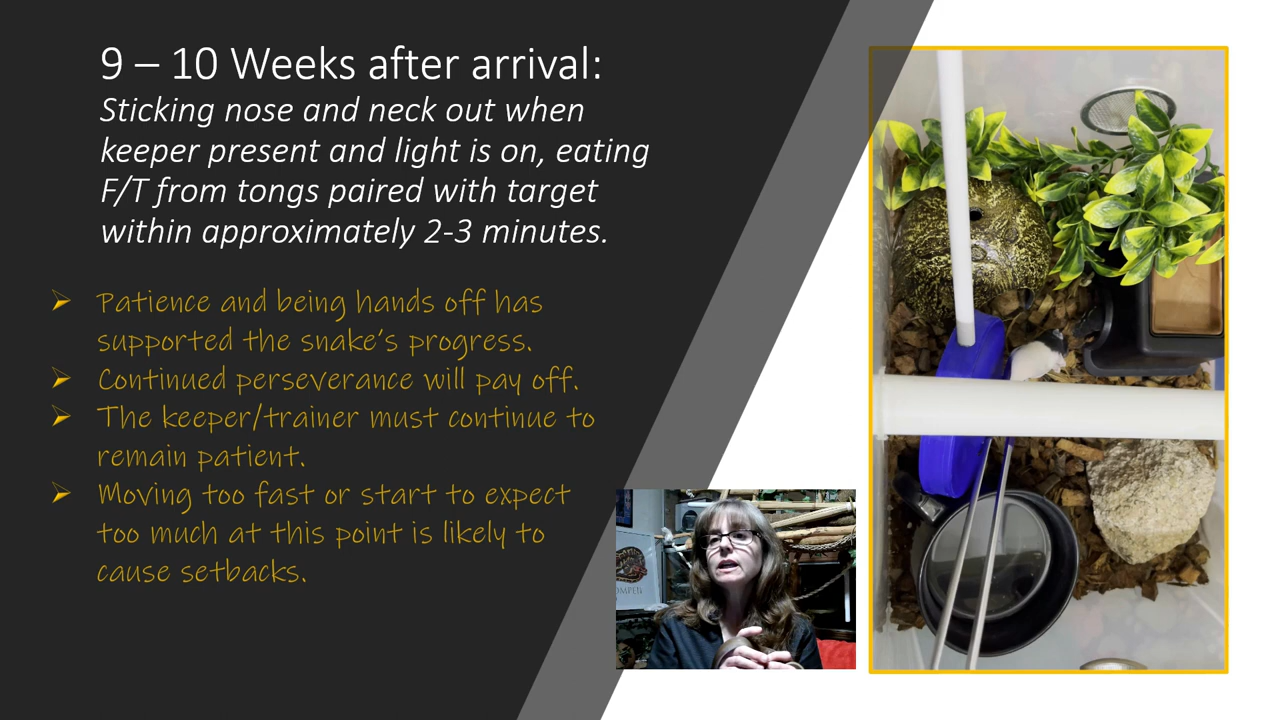 9 – 10 Weeks after arrival:
Sticking nose and neck out when
keeper present and light is on, eating
F/T from tongs paired with target
within approximately 2-3 minutes.
➢ Patience and being hands off has
supported the snake's progress.
➢ Continued perseverance will pay off.
➢ The keeper/trainer must continue to
remain patient.
➢ Moving too fast or start to expect
too much at this point is likely to
cause setbacks.